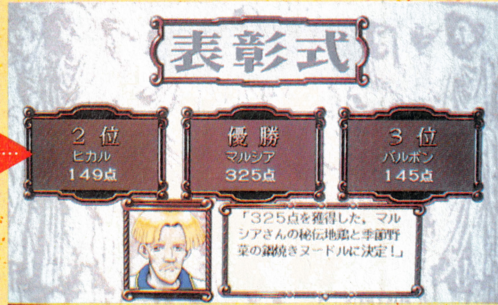 表彰式
2位
ヒカル
149点
優勝
マルシア
325点
3位
バルボン
145点
「325点を獲得した、マル
シアさんの秘伝地鶏と季節野
菜の鍋焼きヌードルに決定!」